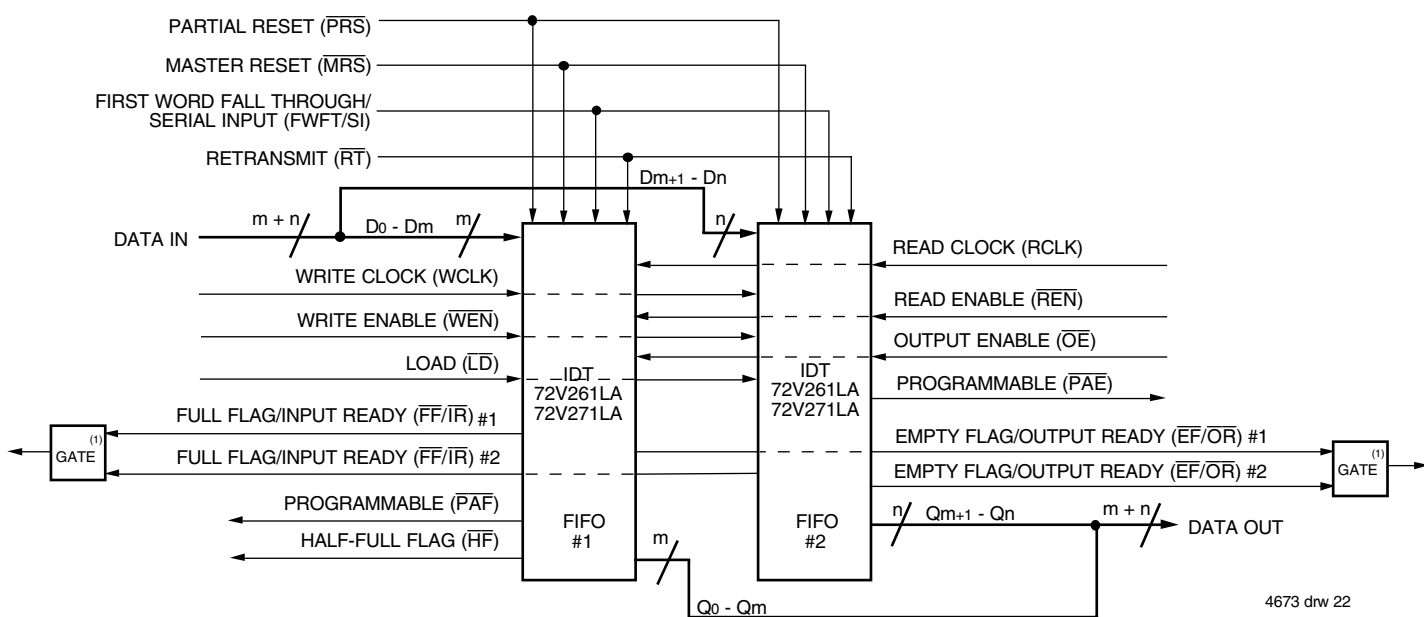 PARTIAL RESET (PRS)
MASTER RESET (MRS)
FIRST WORD FALL THROUGH/
SERIAL INPUT (FWFT/SI)
RETRANSMIT (RT)
Dm+1 - Dn
m + n
D0 - Dm
m
n
DATA IN
READ CLOCK (RCLK)
WRITE CLOCK (WCLK)
READ ENABLE (REN)
WRITE ENABLE (WEN)
OUTPUT ENABLE (OE)
LOAD (LD)
IDT
72V261LA
72V271LA
IDT
72V261LA
72V271LA
PROGRAMMABLE (PAE)
FULL FLAG/INPUT READY (FF/IR) #1
(1)
GATE
FULL FLAG/INPUT READY (FF/IR) #2
EMPTY FLAG/OUTPUT READY (EF/OR) #1
EMPTY FLAG/OUTPUT READY (EF/OR) #2
(1)
GATE
PROGRAMMABLE (PAF)
HALF-FULL FLAG (HF)
FIFO
#1
m
FIFO
#2
n
Qm+1 - Qn
m + n
DATA OUT
Q0 - Qm
4673 drw 22